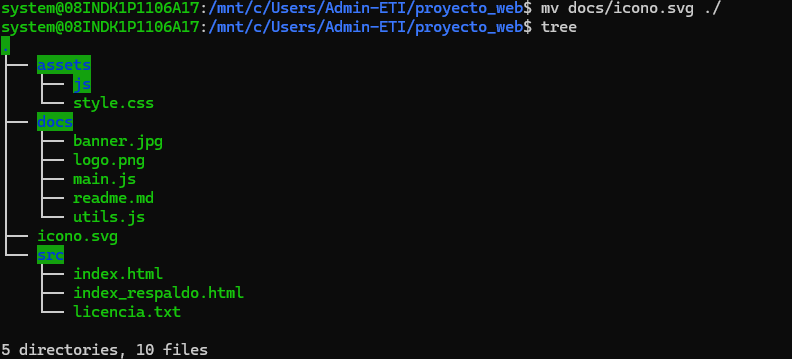 system@08INDK1P1106A17:/mnt/c/Users/Admin-ETI/proyecto_web$ mv docs/icono.svg ./
system@08INDK1P1106A17:/mnt/c/Users/Admin-ETI/proyecto_web$ tree
.
├── assets
│   ├── js
│   └── style.css
├── docs
│   ├── banner.jpg
│   ├── logo.png
│   ├── main.js
│   ├── readme.md
│   └── utils.js
├── icono.svg
└── src
    ├── index.html
    ├── index_respaldo.html
    └── licencia.txt

5 directories, 10 files